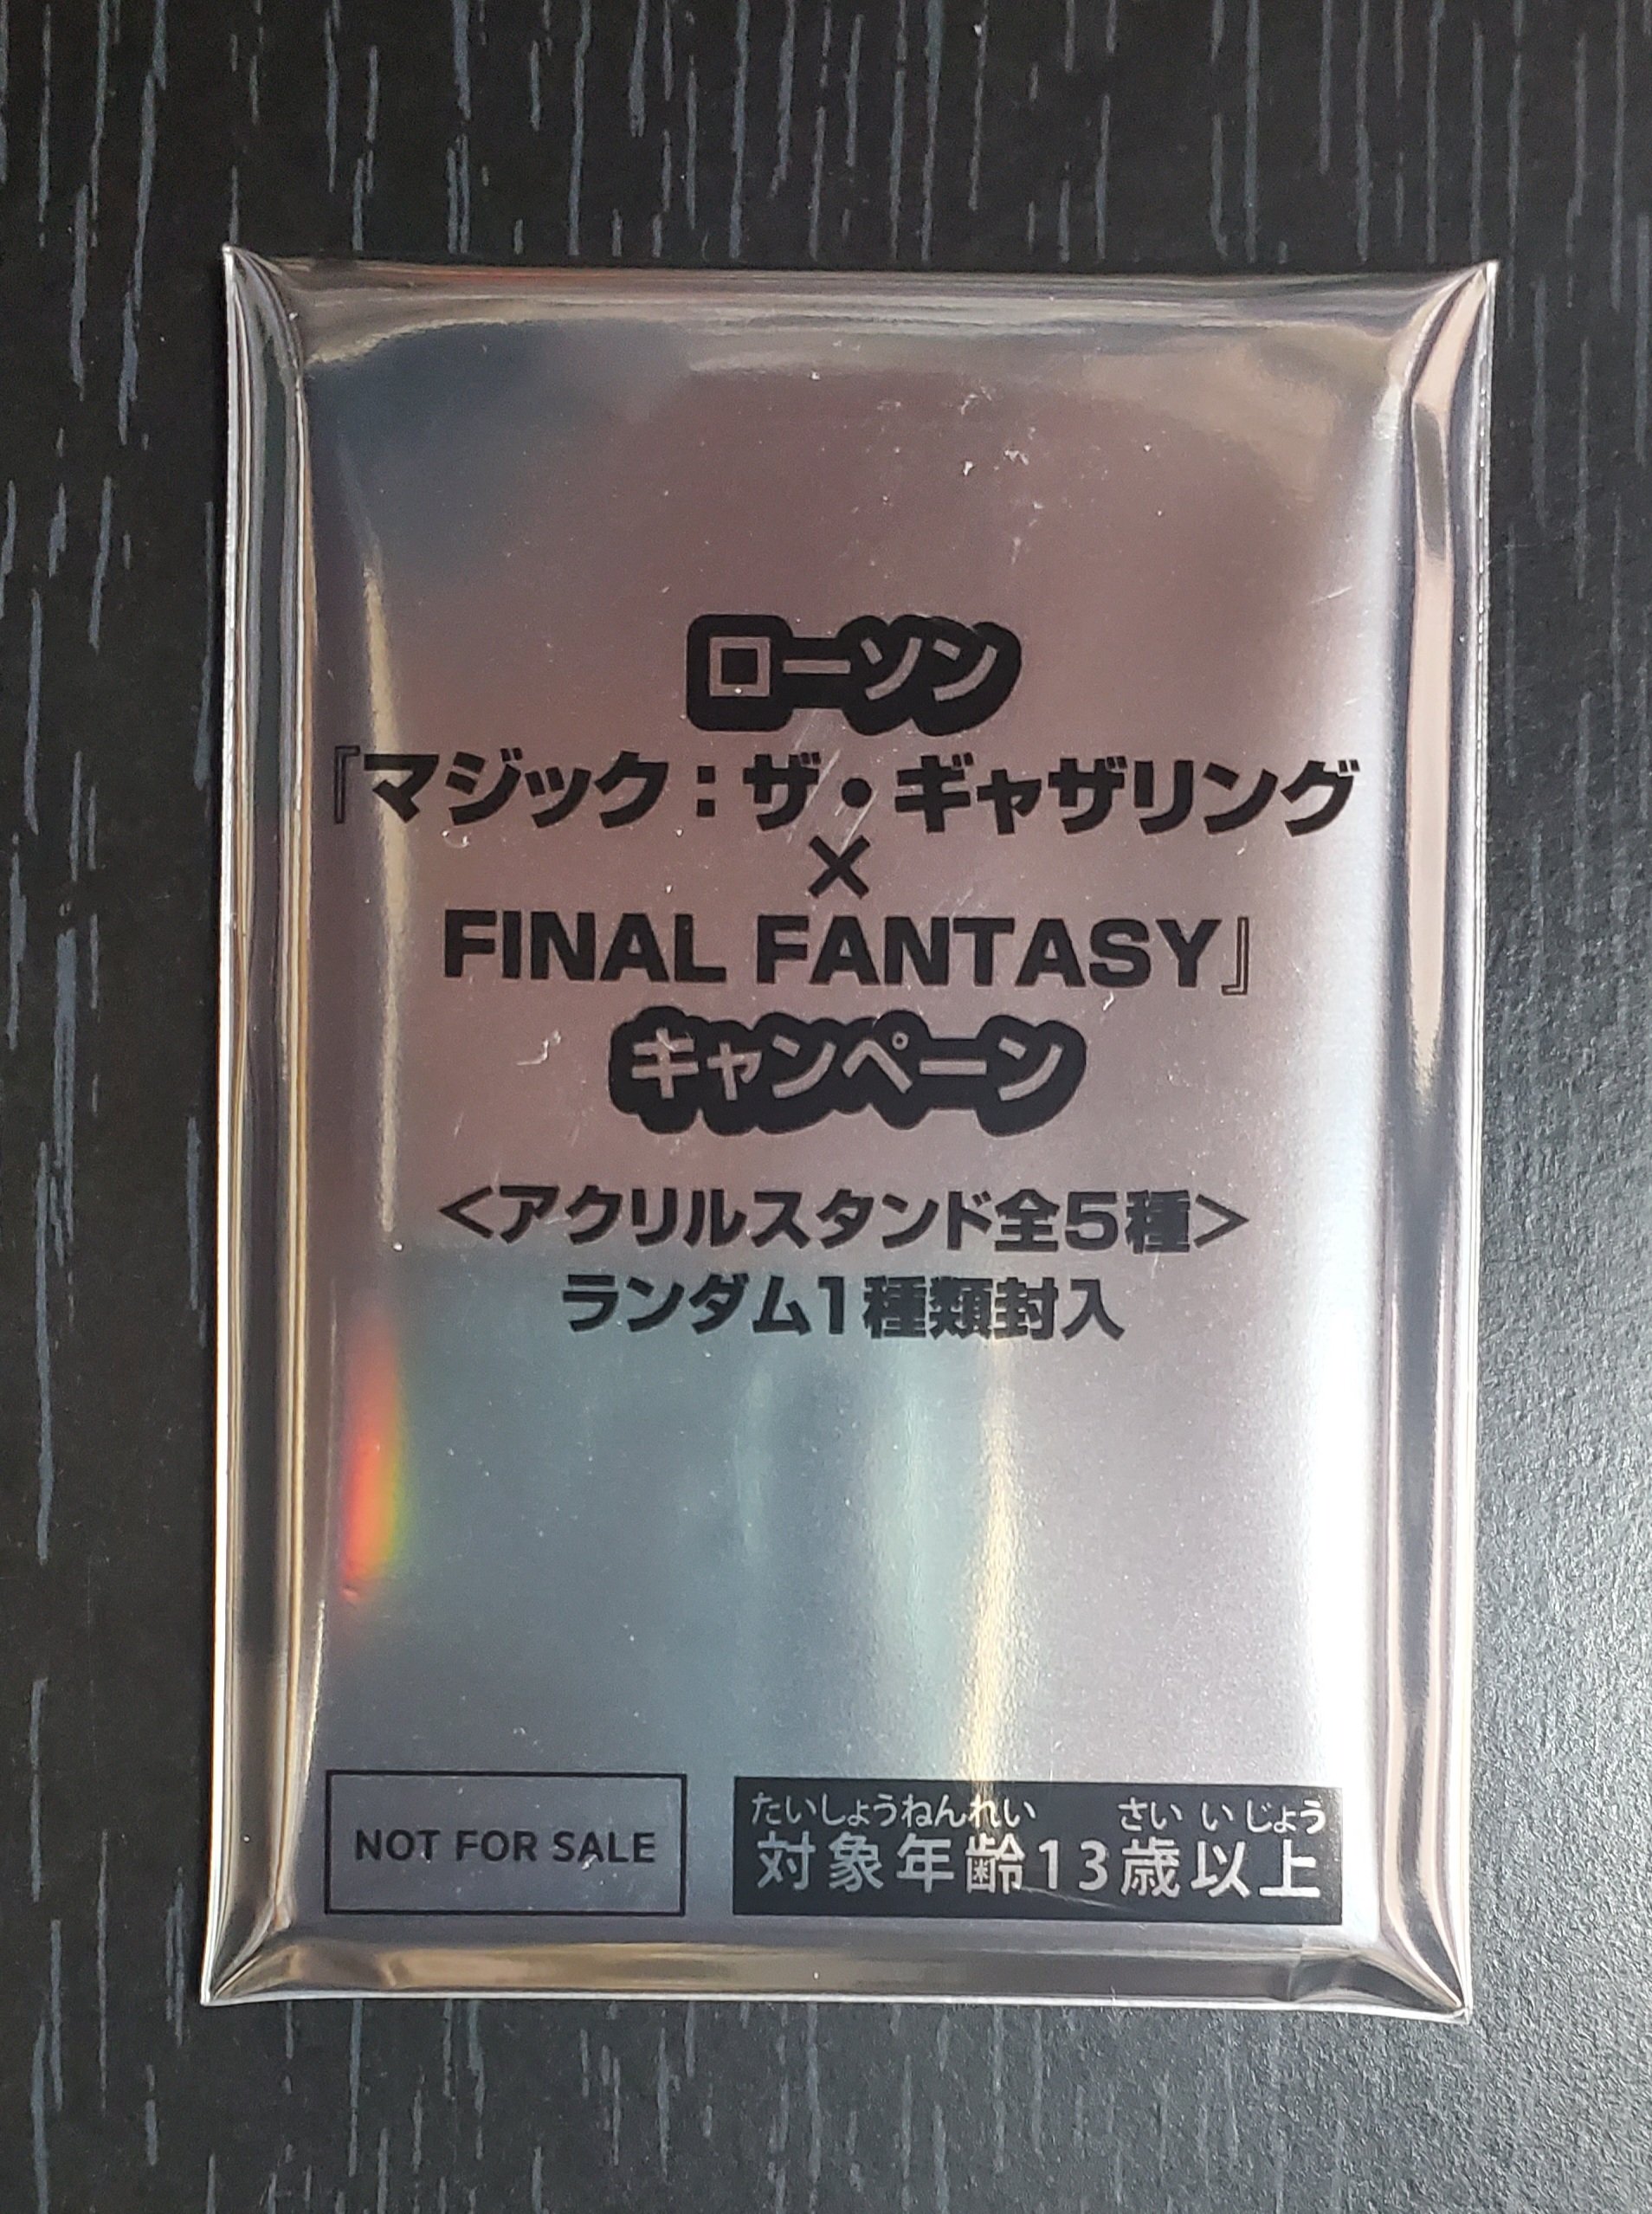 ローソン
『マジック：ザ・ギャザリング
×
FINAL FANTASY』
キャンペーン
＜アクリルスタンド全5種＞
ランダム1種類封入
NOT FOR SALE
たいしょうねんれい さい いじょう
対象年齢13歳以上